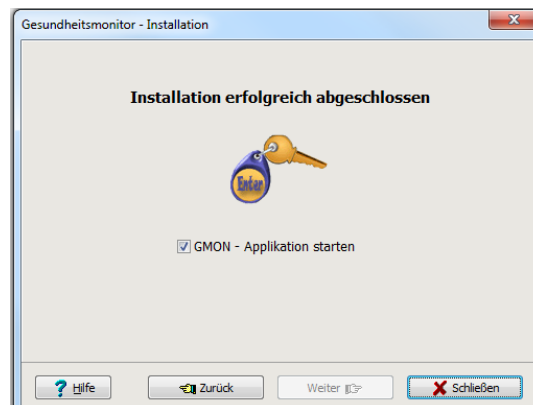 Gesundheitsmonitor - Installation
Installation erfolgreich abgeschlossen
Enter
GMON - Applikation starten
Hilfe
Zurück
Weiter
Schließen